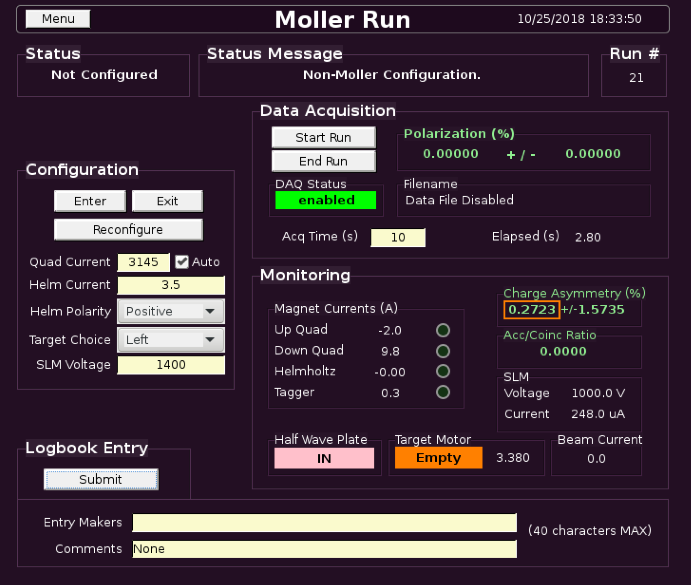 Menu
Moller Run
10/25/2018 18:33:50
Status
Not Configured
Status Message
Non-Moller Configuration.
Run #
21
Data Acquisition
Start Run
End Run
Polarization (%)
0.00000 + / - 0.00000
DAQ Status
enabled
Filename
Data File Disabled
Acq Time (s) 10
Elapsed (s) 2.80
Configuration
Enter
Exit
Reconfigure
Quad Current 3145 Auto
Helm Current 3.5
Helm Polarity Positive
Target Choice Left
SLM Voltage 1400
Monitoring
Magnet Currents (A)
Up Quad -2.0
Down Quad 9.8
Helmholtz -0.00
Tagger 0.3
Charge Asymmetry (%)
0.2723 +/-1.5735
Acc/Coinc Ratio
0.0000
SLM
Voltage 1000.0 V
Current 248.0 uA
Half Wave Plate
IN
Target Motor
Empty 3.380
Beam Current
0.0
Logbook Entry
Submit
Entry Makers
(40 characters MAX)
Comments None